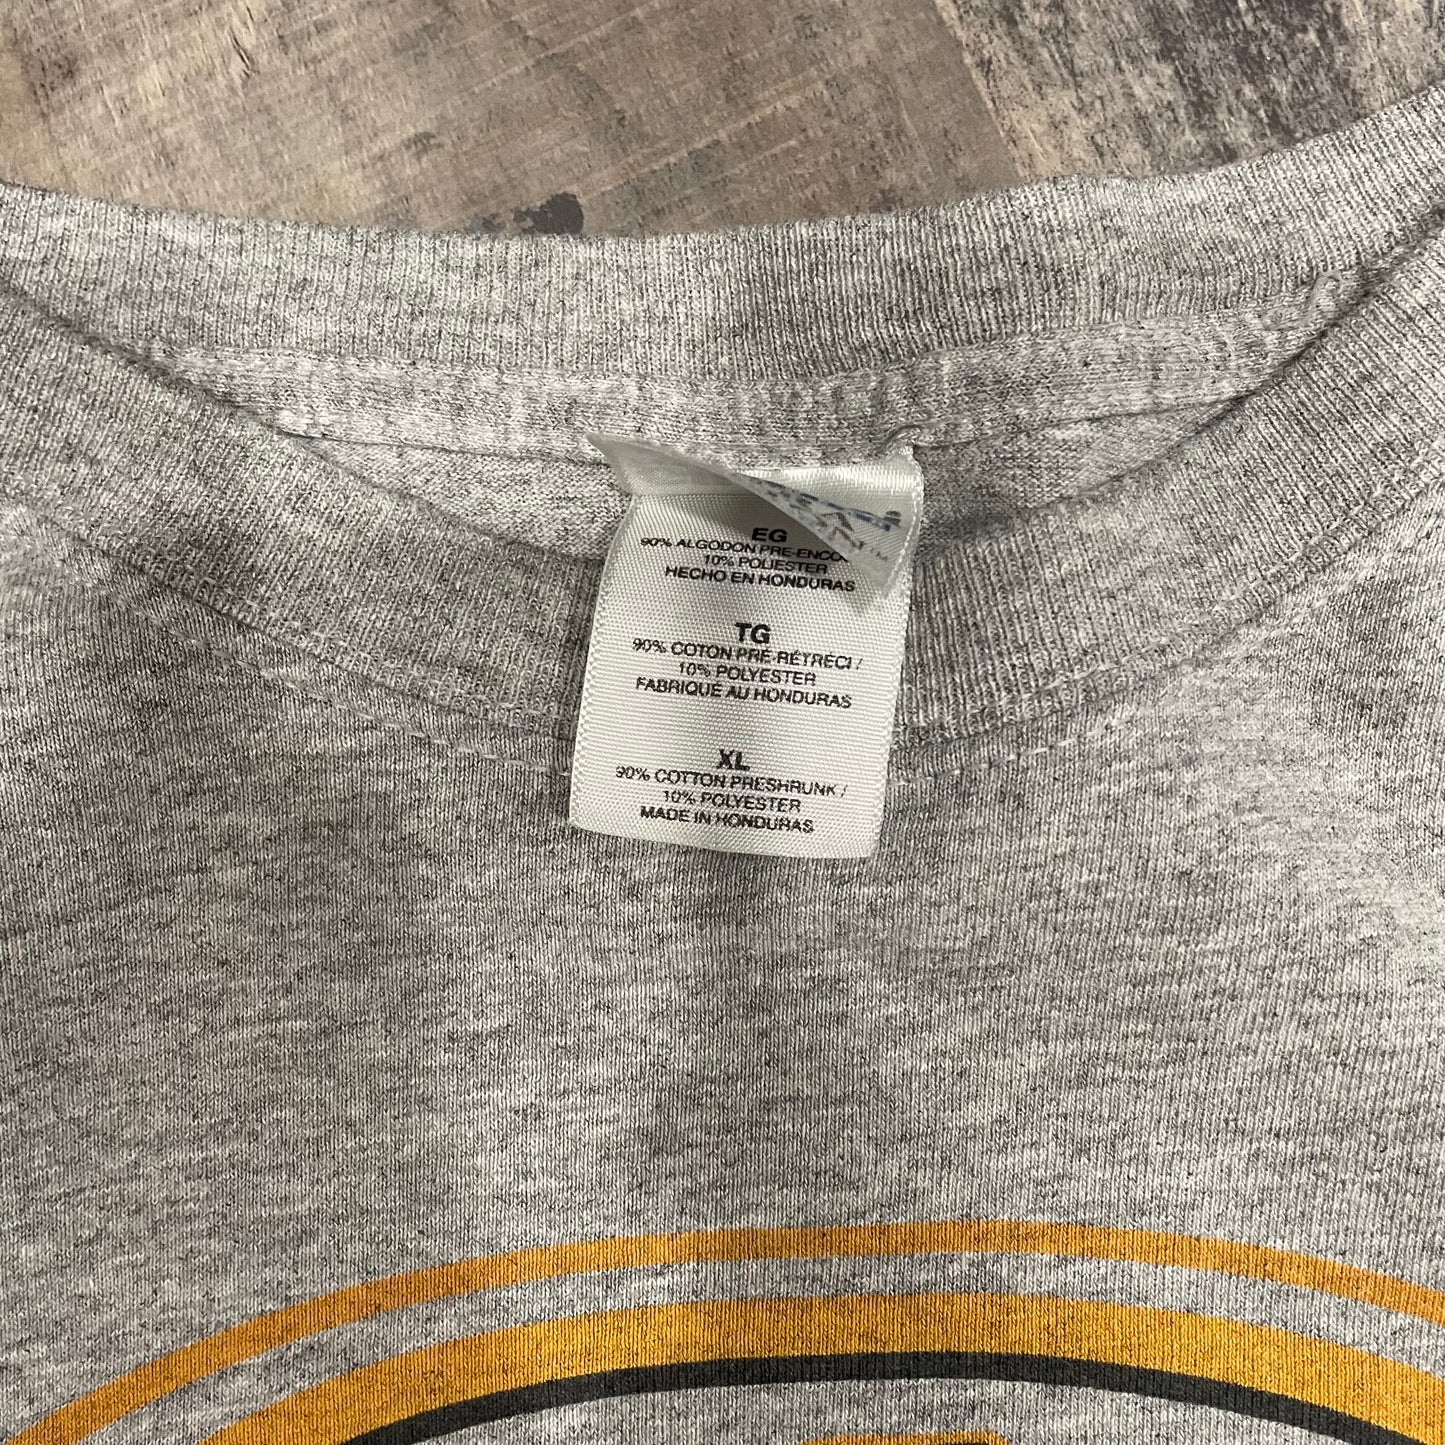 EG
90% ALGODON PRE-ENCO
10% POLIESTER
HECHO EN HONDURAS
TG
90% COTON PRÉ-RÉTRÉCI /
10% POLYESTER
FABRIQUÉ AU HONDURAS
XL
90% COTTON PRESHRUNK /
10% POLYESTER
MADE IN HONDURAS